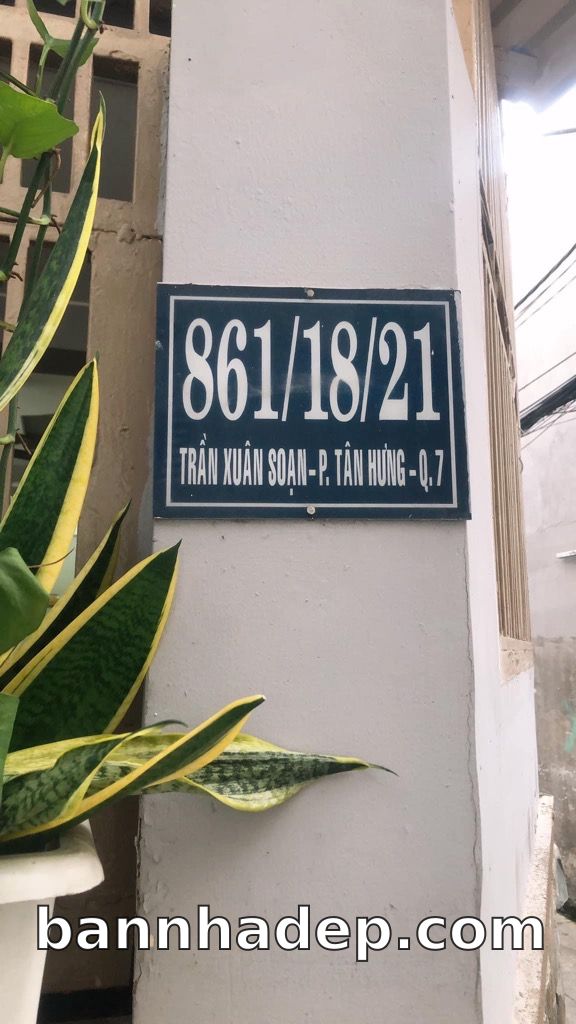 861/18/21
TRẦN XUÂN SOẠN-P. TÂN HƯNG-Q.7
bannhadep.com